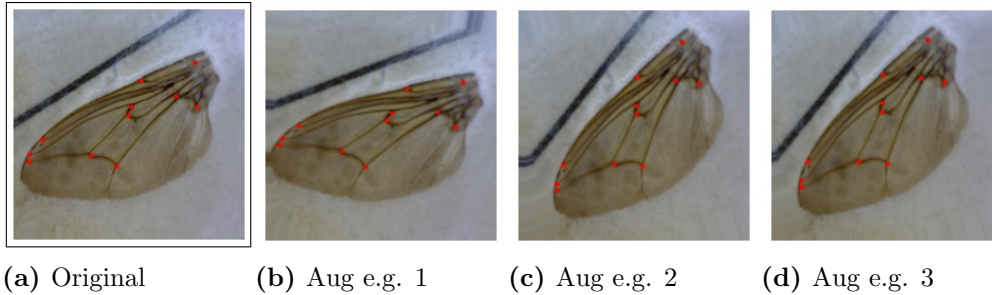 (a) Original
(b) Aug e.g. 1
(c) Aug e.g. 2
(d) Aug e.g. 3